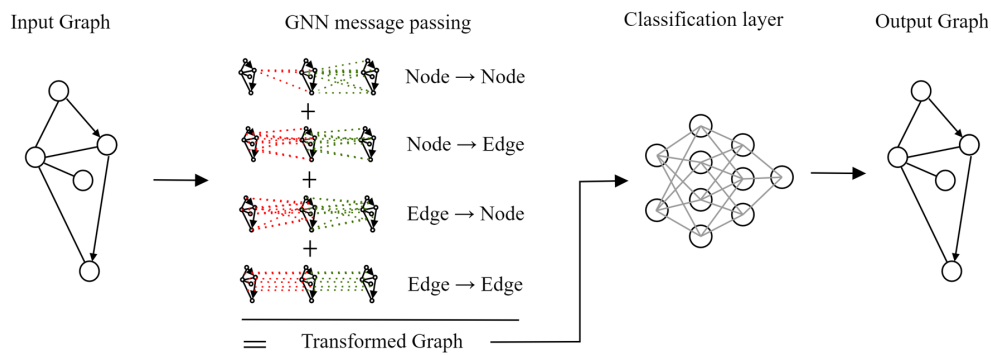 Input Graph
GNN message passing
Classification layer
Output Graph
Node → Node
+
Node → Edge
+
Edge → Node
+
Edge → Edge
= Transformed Graph